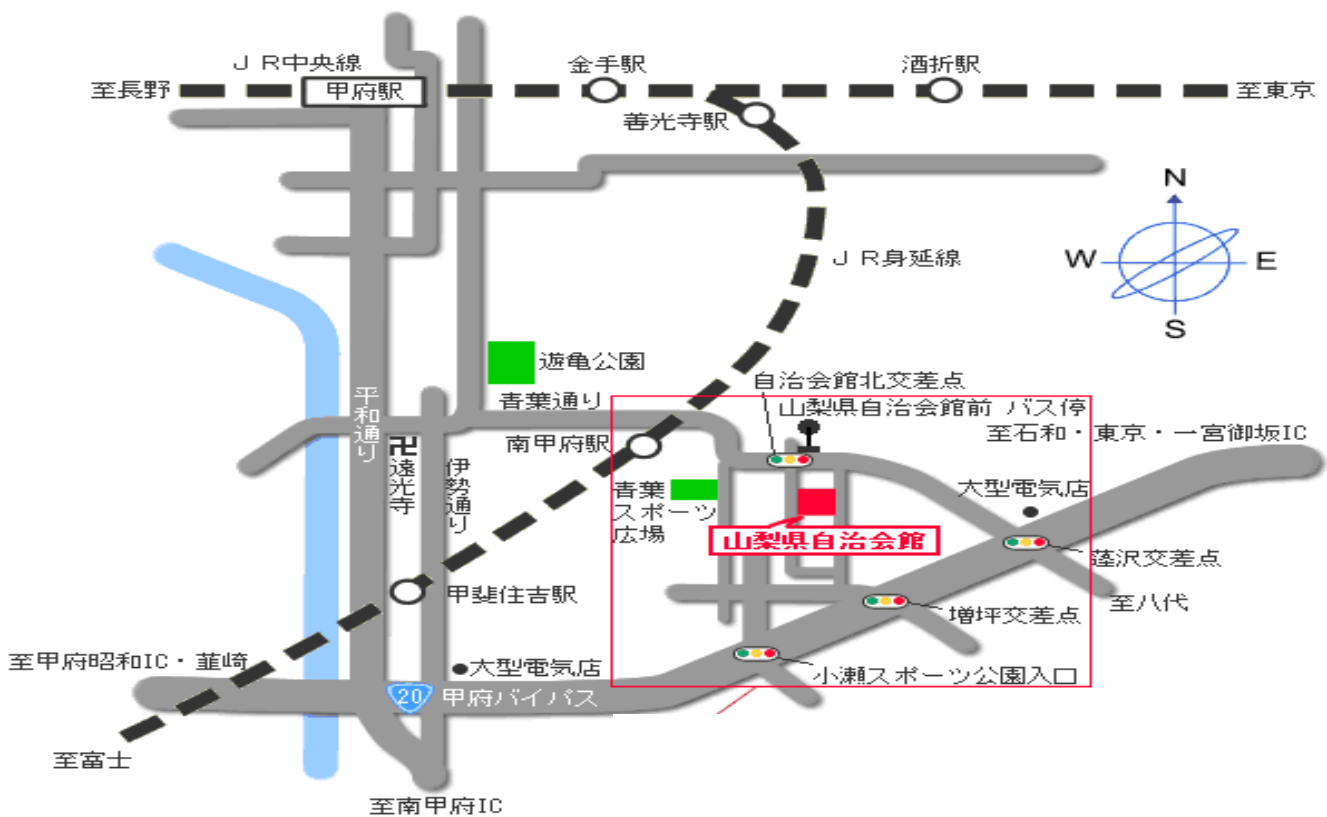 JR中央線
金手駅
酒折駅
至長野
甲府駅
至東京
善光寺駅
N
JR身延線
W
E
S
遊亀公園
自治会館北交差点
平和通り
青葉通り
山梨県自治会館前 バス停
南甲府駅
至石和・東京・一宮御坂IC
卍
遠光寺
伊勢通り
青葉
スポーツ
広場
大型電気店
山梨県自治会館
蓬沢交差点
甲斐住吉駅
増坪交差点
至八代
至甲府昭和IC・韮崎
大型電気店
小瀬スポーツ公園入口
20
甲府バイパス
至富士
至南甲府IC